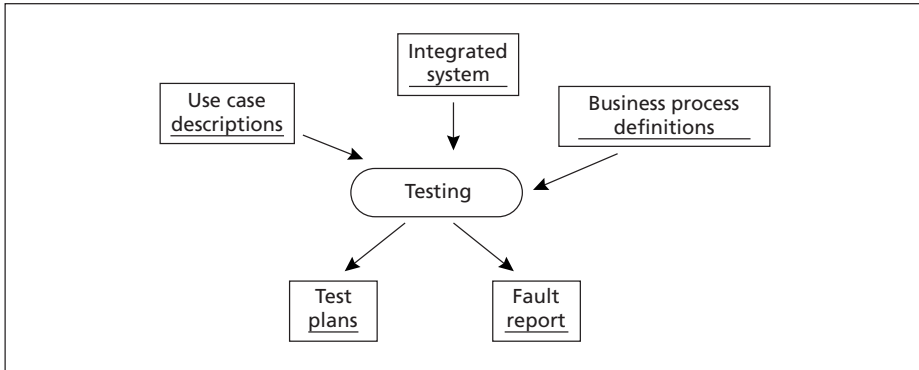 Integrated
system
Use case
descriptions
Business process
definitions
Testing
Test
plans
Fault
report